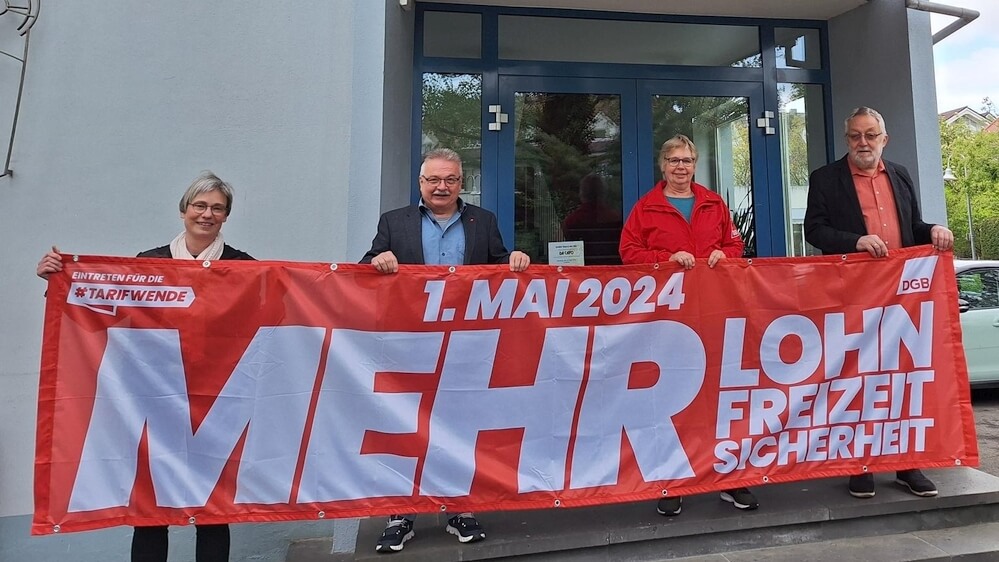 EINTRETEN FÜR DIE
#TARIFWENDE
1. MAI 2024
DGB
MEHR
LOHN
FREIZEIT
SICHERHEIT